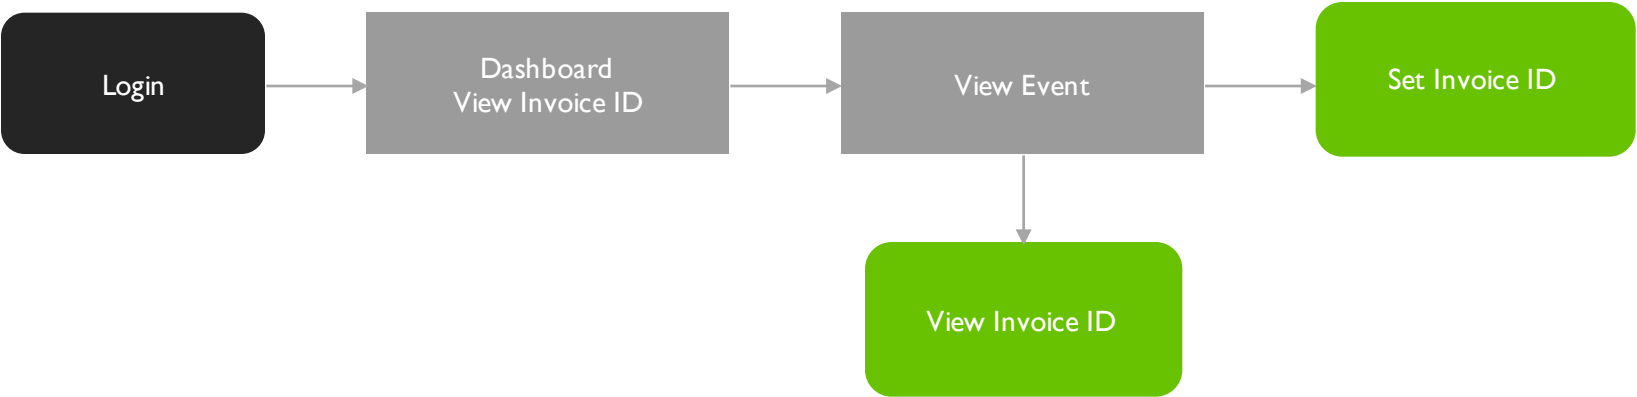 Login
Dashboard
View Invoice ID
View Event
Set Invoice ID
View Invoice ID